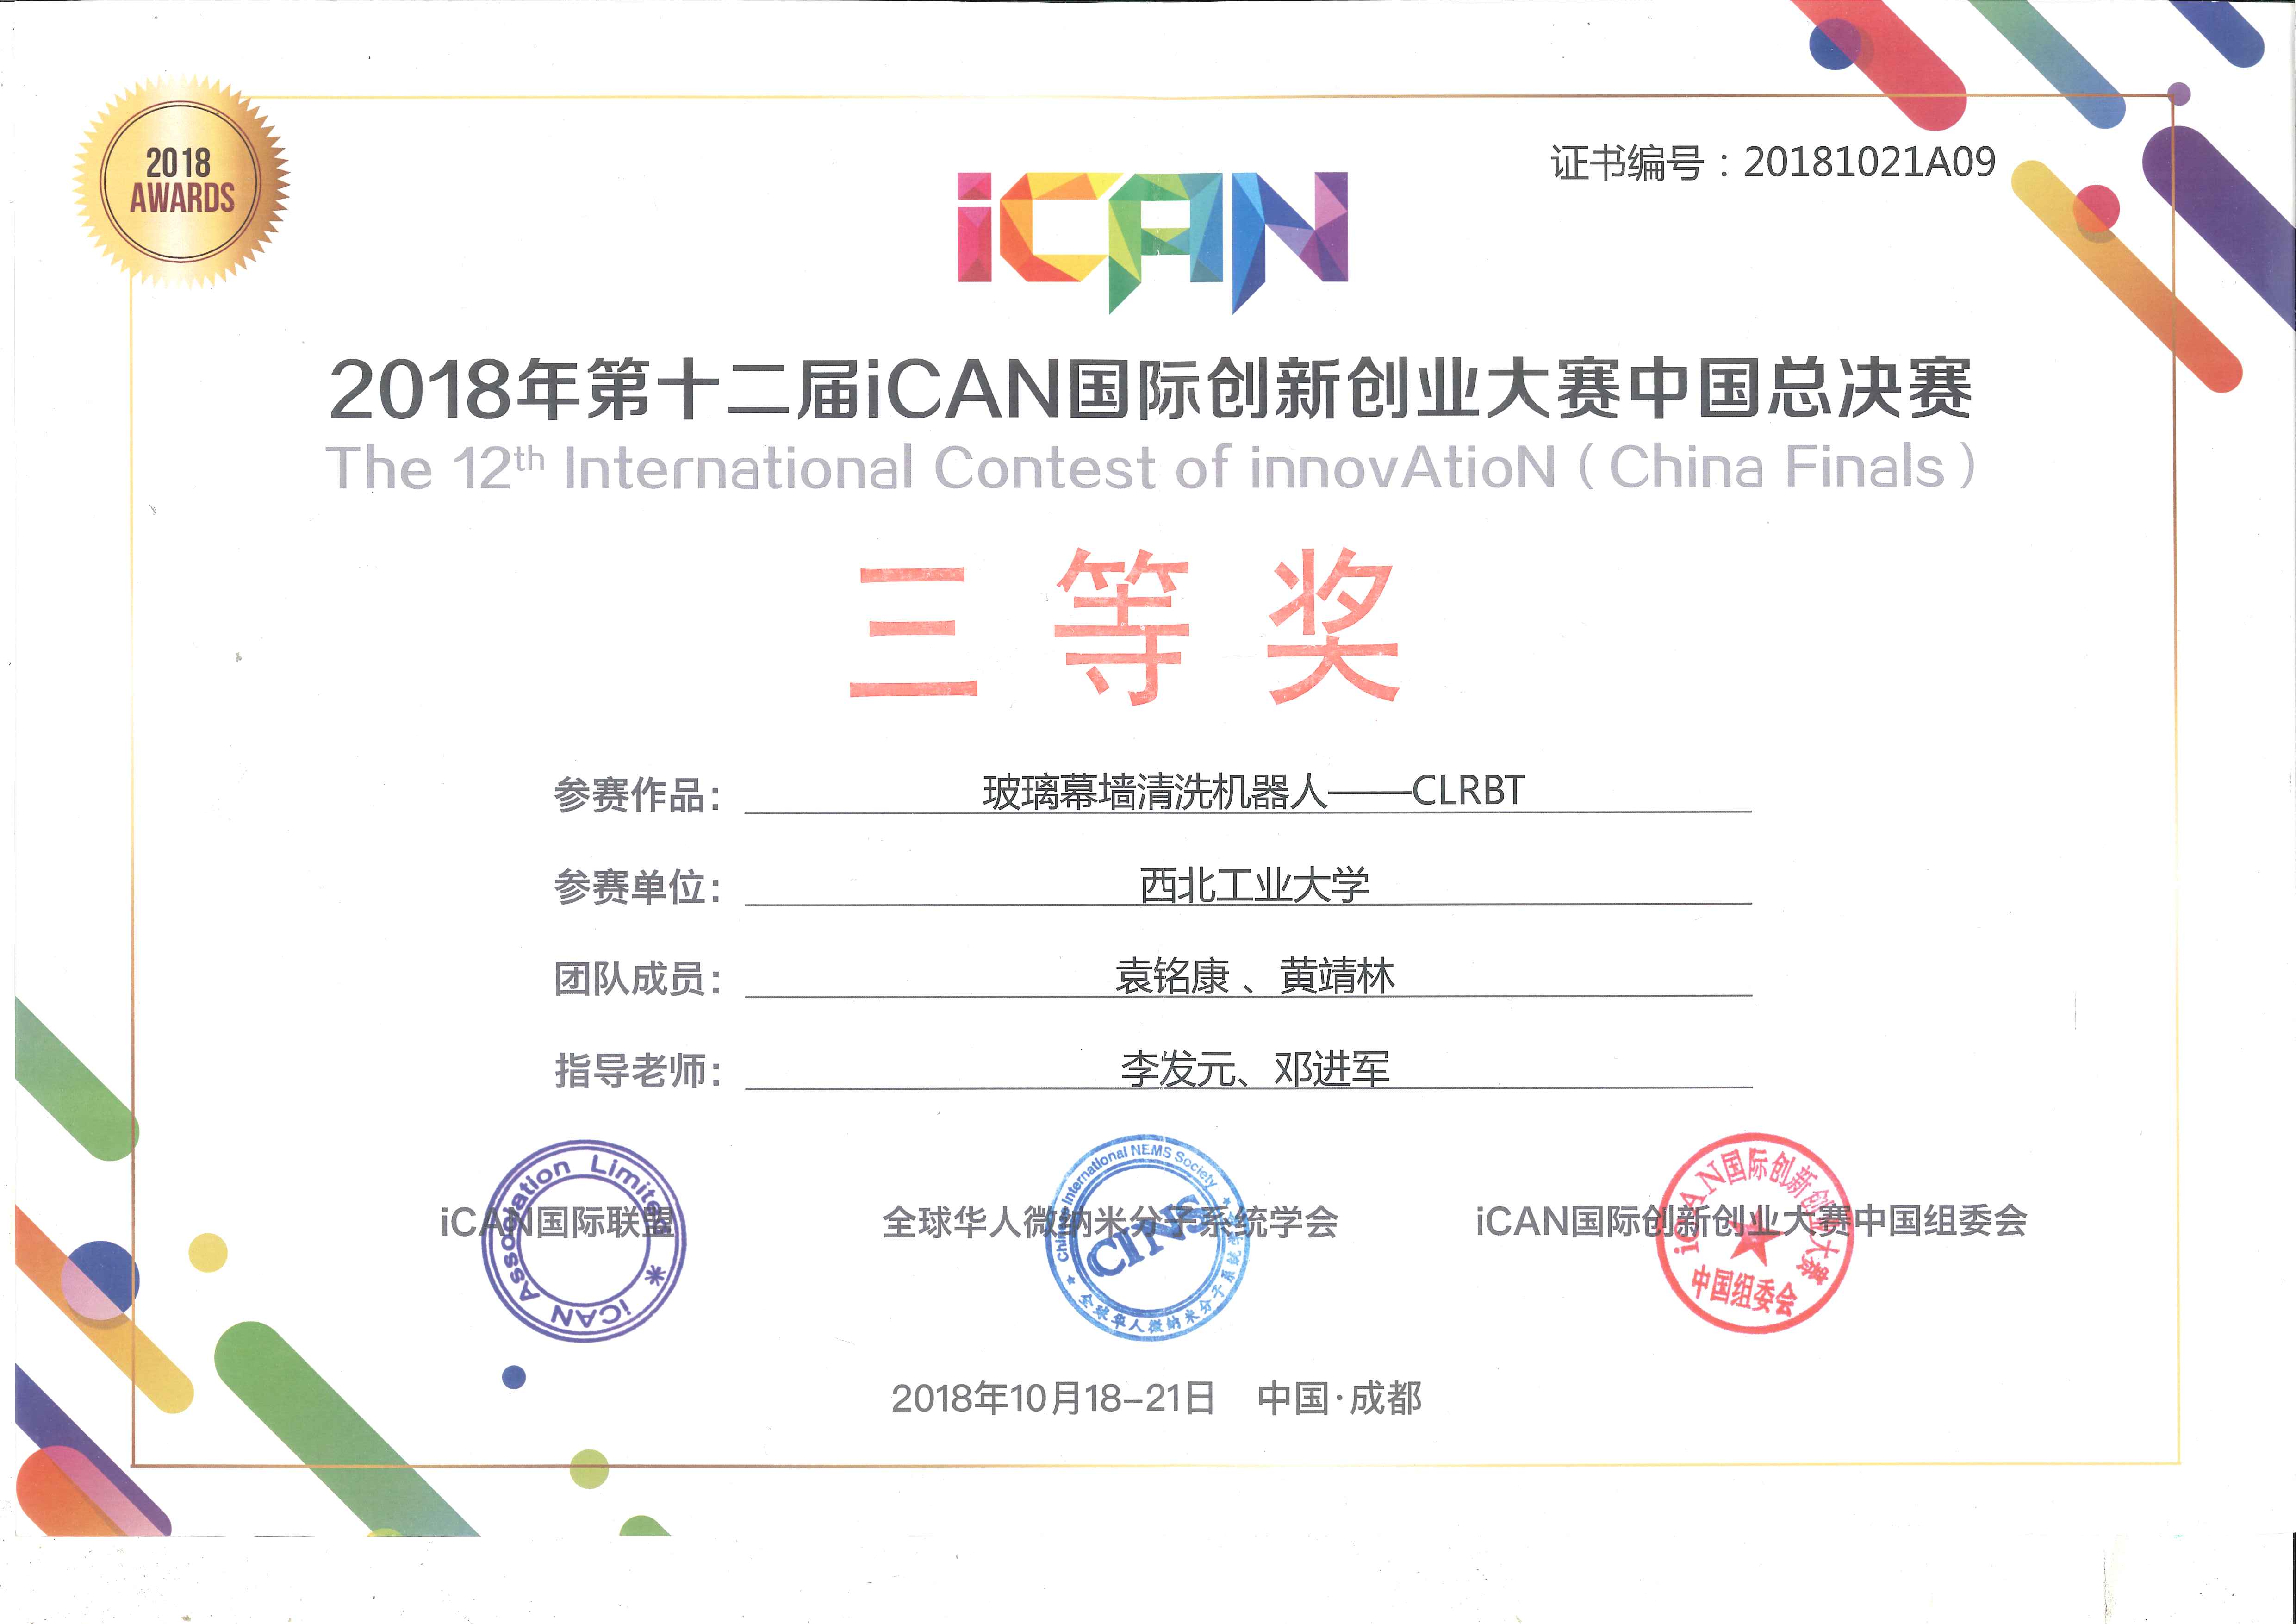 2018
AWARDS
证书编号：20181021A09
iCAN
2018年第十二届iCAN国际创新创业大赛中国总决赛
The 12th International Contest of innovAtioN（China Finals）
三等奖
参赛作品： 玻璃幕墙清洗机器人——CLRBT
参赛单位： 西北工业大学
团队成员： 袁铭康、黄靖林
指导老师： 李发元、邓进军
iCAN国际联盟
iCAN Association Limited
全球华人微纳米分子系统学会
Chinese International NEMS Society
CINS
全球华人微纳米分子系统学会
iCAN国际创新创业大赛中国组委会
iCAN国际创新创业大赛
中国组委会
2018年10月18-21日 中国·成都